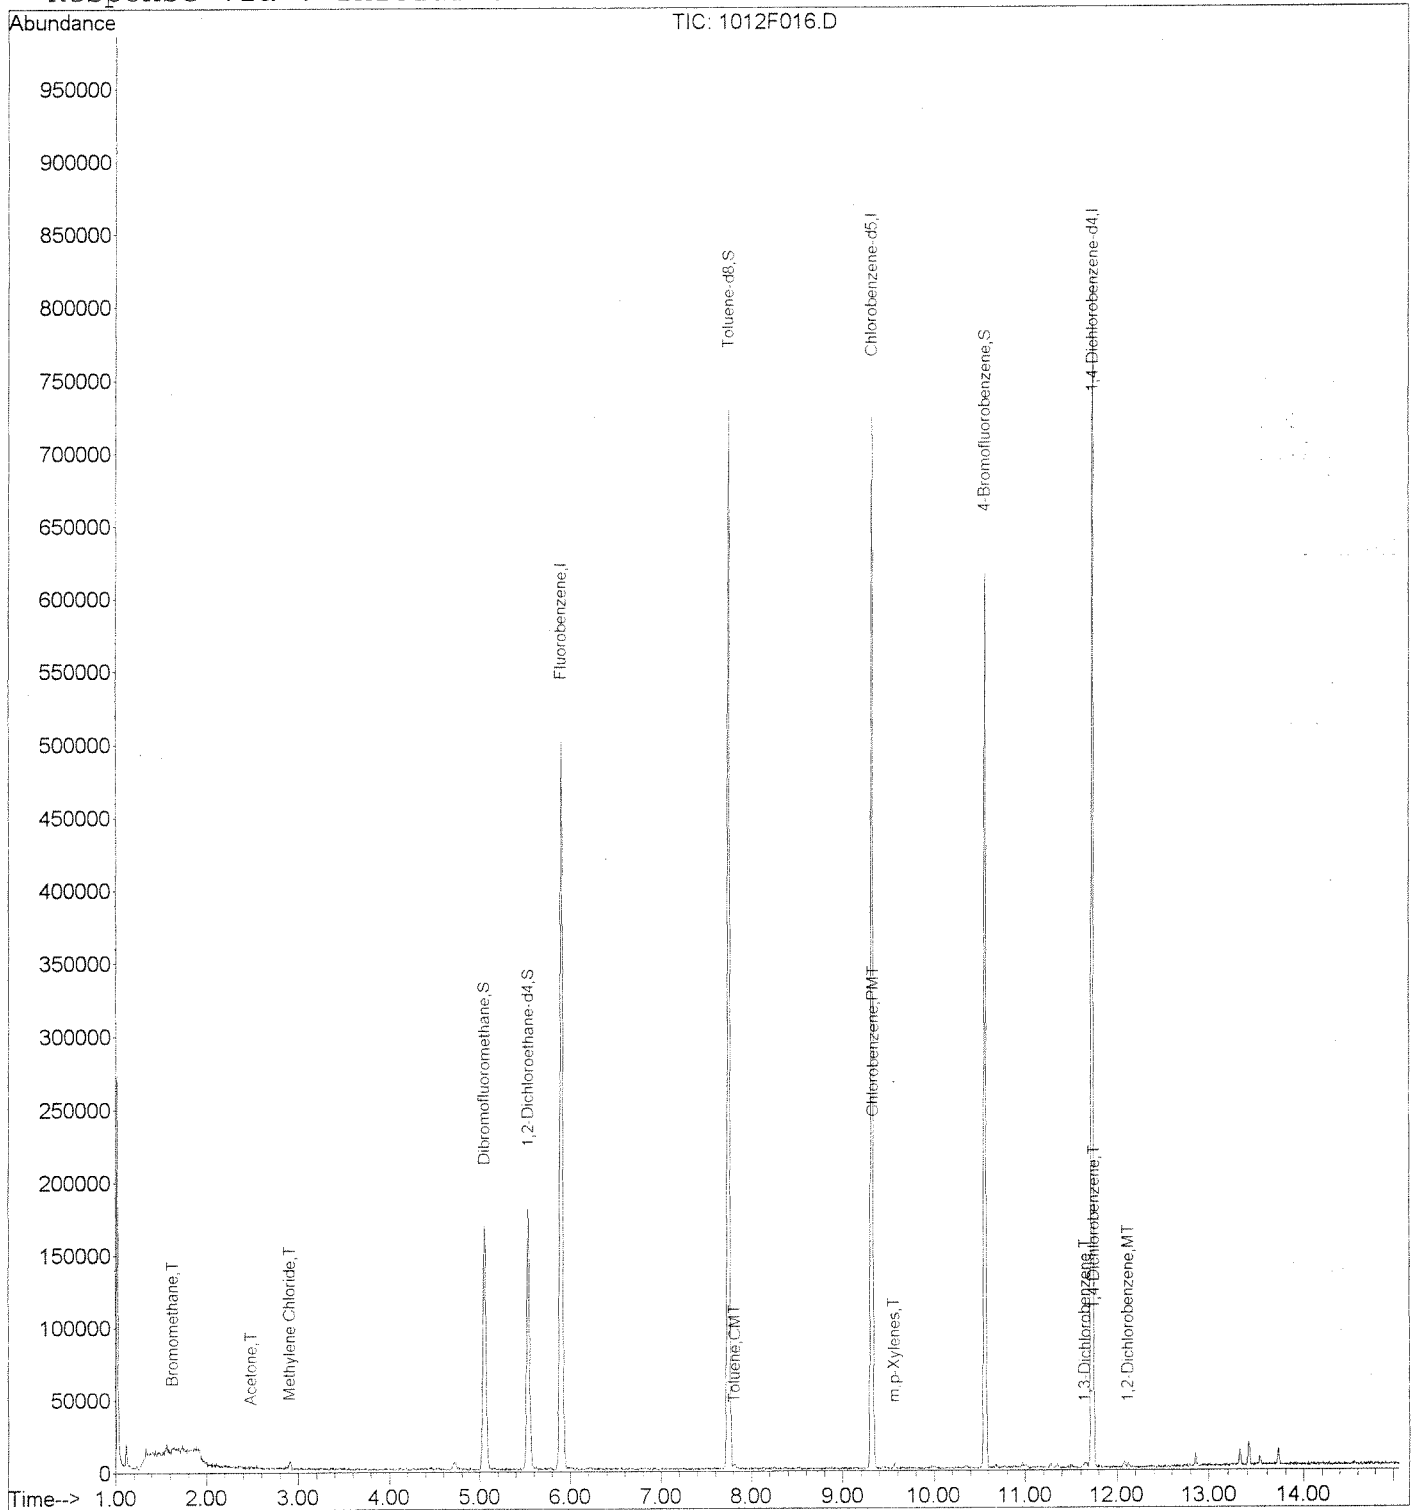 Abundance
TIC: 1012F016.D
950000
900000
850000
800000
750000
700000
650000
600000
550000
500000
450000
400000
350000
300000
250000
200000
150000
100000
50000
0
Bromomethane,T
Acetone,T
Methylene Chloride,T
Dibromofluoromethane,S
1,2-Dichloroethane-d4,S
Fluorobenzene,I
Toluene-d8,S
Toluene,CMT
Chlorobenzene-d5,I
Chlorobenzene,PMT
m,p-Xylenes,T
4-Bromofluorobenzene,S
1,3-Dichlorobenzene,T
1,4-Dichlorobenzene-d4,I
1,4-Dichlorobenzene,T
1,2-Dichlorobenzene,MT
Time--> 1.00 2.00 3.00 4.00 5.00 6.00 7.00 8.00 9.00 10.00 11.00 12.00 13.00 14.00